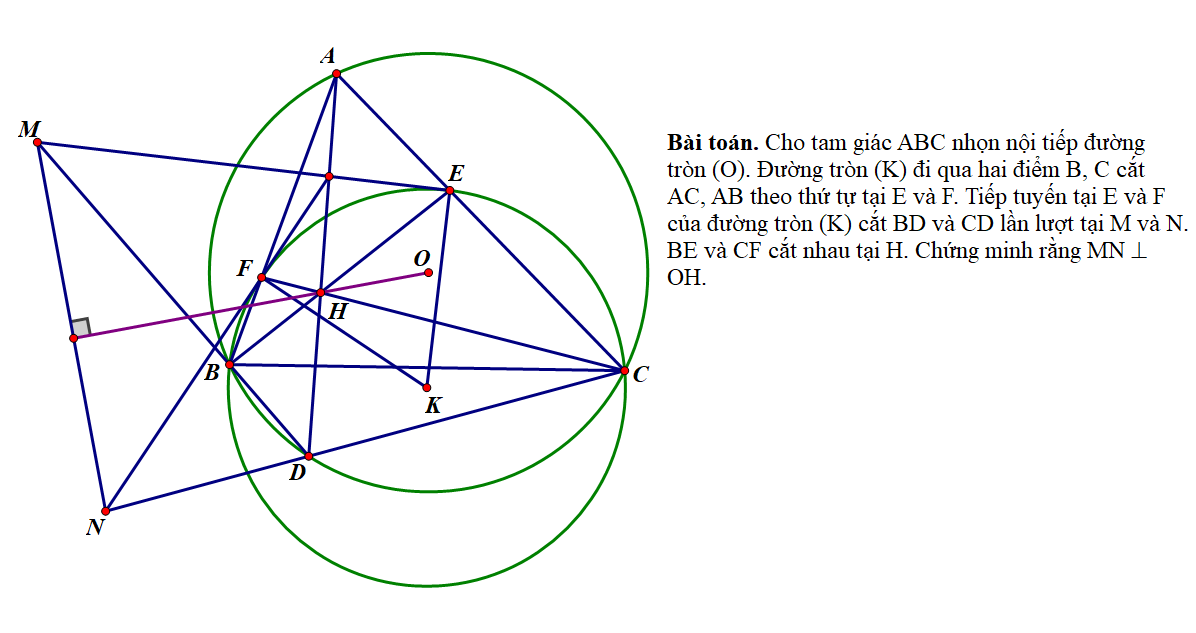 A
M
E
O
F
H
B
C
K
D
N
Bài toán. Cho tam giác ABC nhọn nội tiếp đường
tròn (O). Đường tròn (K) đi qua hai điểm B, C cắt
AC, AB theo thứ tự tại E và F. Tiếp tuyến tại E và F
của đường tròn (K) cắt BD và CD lần lượt tại M và N.
BE và CF cắt nhau tại H. Chứng minh rằng MN ⊥
OH.